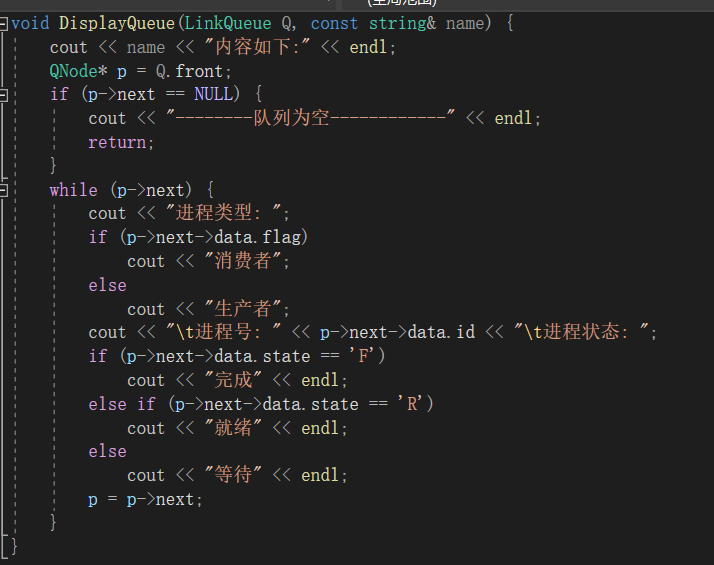 (全局范围)
void DisplayQueue(LinkQueue Q, const string& name) {
    cout << name << "内容如下:" << endl;
    QNode* p = Q.front;
    if (p->next == NULL) {
        cout << "--------队列为空------------" << endl;
        return;
    }
    while (p->next) {
        cout << "进程类型: ";
        if (p->next->data.flag)
            cout << "消费者";
        else
            cout << "生产者";
        cout << "\t进程号: " << p->next->data.id << "\t进程状态: ";
        if (p->next->data.state == 'F')
            cout << "完成" << endl;
        else if (p->next->data.state == 'R')
            cout << "就绪" << endl;
        else
            cout << "等待" << endl;
        p = p->next;
    }
}